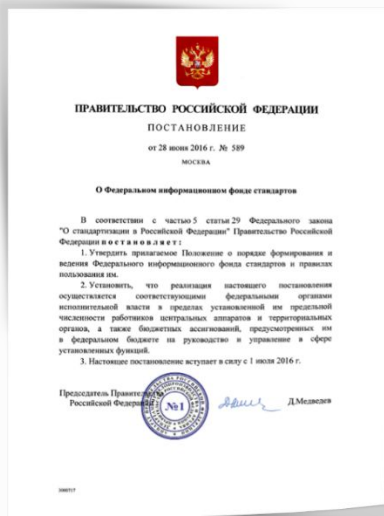 ПРАВИТЕЛЬСТВО РОССИЙСКОЙ ФЕДЕРАЦИИ
ПОСТАНОВЛЕНИЕ
от 28 июня 2016 г. № 589
МОСКВА
О Федеральном информационном фонде стандартов
В соответствии с частью 5 статьи 29 Федерального закона
"О стандартизации в Российской Федерации" Правительство Российской
Федерации постановляет:
1. Утвердить прилагаемое Положение о порядке формирования и
ведения Федерального информационного фонда стандартов и правилах
пользования им.
2. Установить, что реализация настоящего постановления
осуществляется соответствующими федеральными органами
исполнительной власти в пределах установленной им предельной
численности работников центральных аппаратов и территориальных
органов, а также бюджетных ассигнований, предусмотренных им
в федеральном бюджете на руководство и управление в сфере
установленных функций.
3. Настоящее постановление вступает в силу с 1 июля 2016 г.
Председатель Правительства
Российской Федерации
№1
Д.Медведев